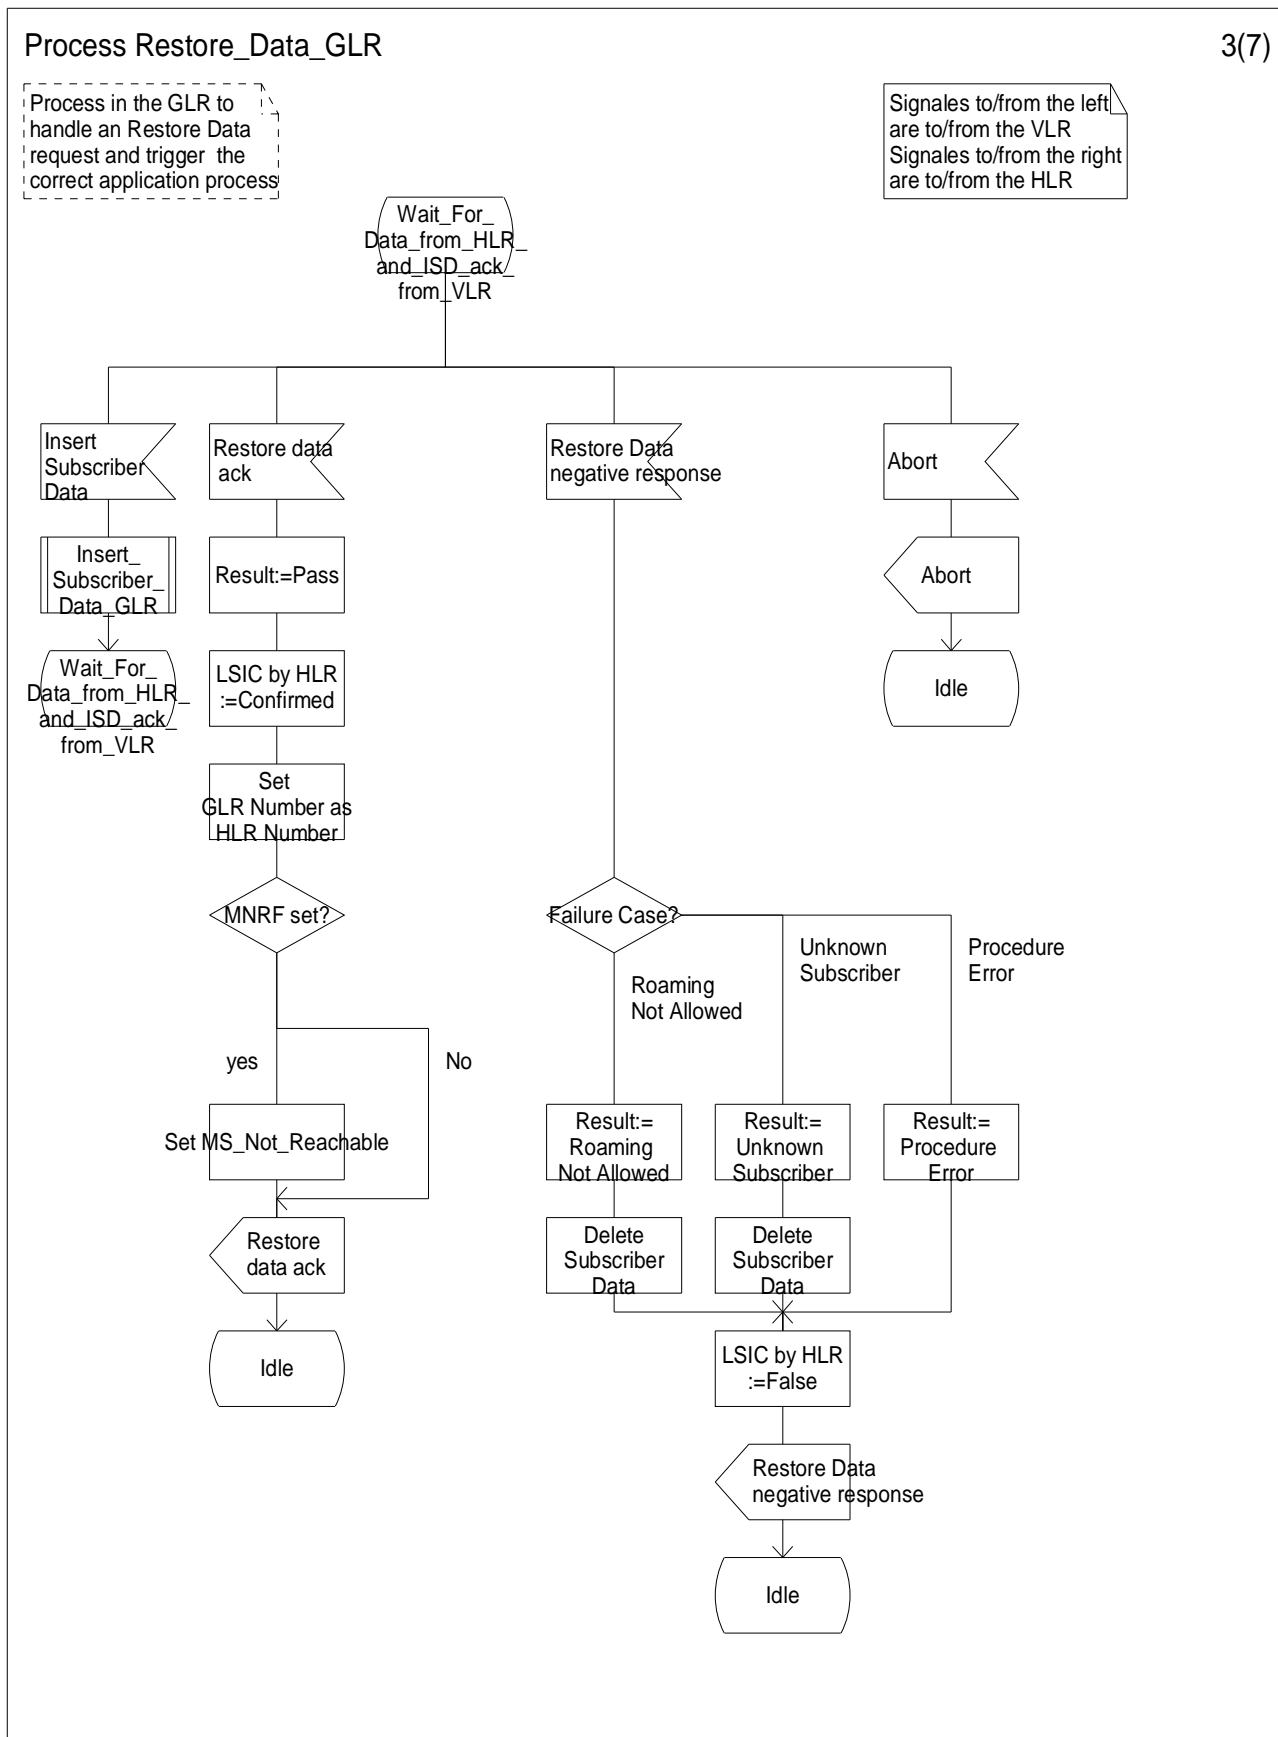 Process Restore_Data_GLR
3(7)
Process in the GLR to
handle an Restore Data
request and trigger the
correct application process
Signales to/from the left
are to/from the VLR
Signales to/from the right
are to/from the HLR
Wait_For_
Data_from_HLR_
and_ISD_ack_
from_VLR
Insert
Subscriber
Data
Restore data
ack
Restore Data
negative response
Abort
Insert_
Subscriber_
Data_GLR
Result:=Pass
Abort
Wait_For_
Data_from_HLR_
and_ISD_ack_
from_VLR
LSIC by HLR
:=Confirmed
Idle
Set
GLR Number as
HLR Number
MNRF set?
Failure Case?
Roaming
Not Allowed
Unknown
Subscriber
Procedure
Error
yes
No
Set MS_Not_Reachable
Result:=
Roaming
Not Allowed
Result:=
Unknown
Subscriber
Result:=
Procedure
Error
Restore
data ack
Delete
Subscriber
Data
Delete
Subscriber
Data
Idle
LSIC by HLR
:=False
Restore Data
negative response
Idle